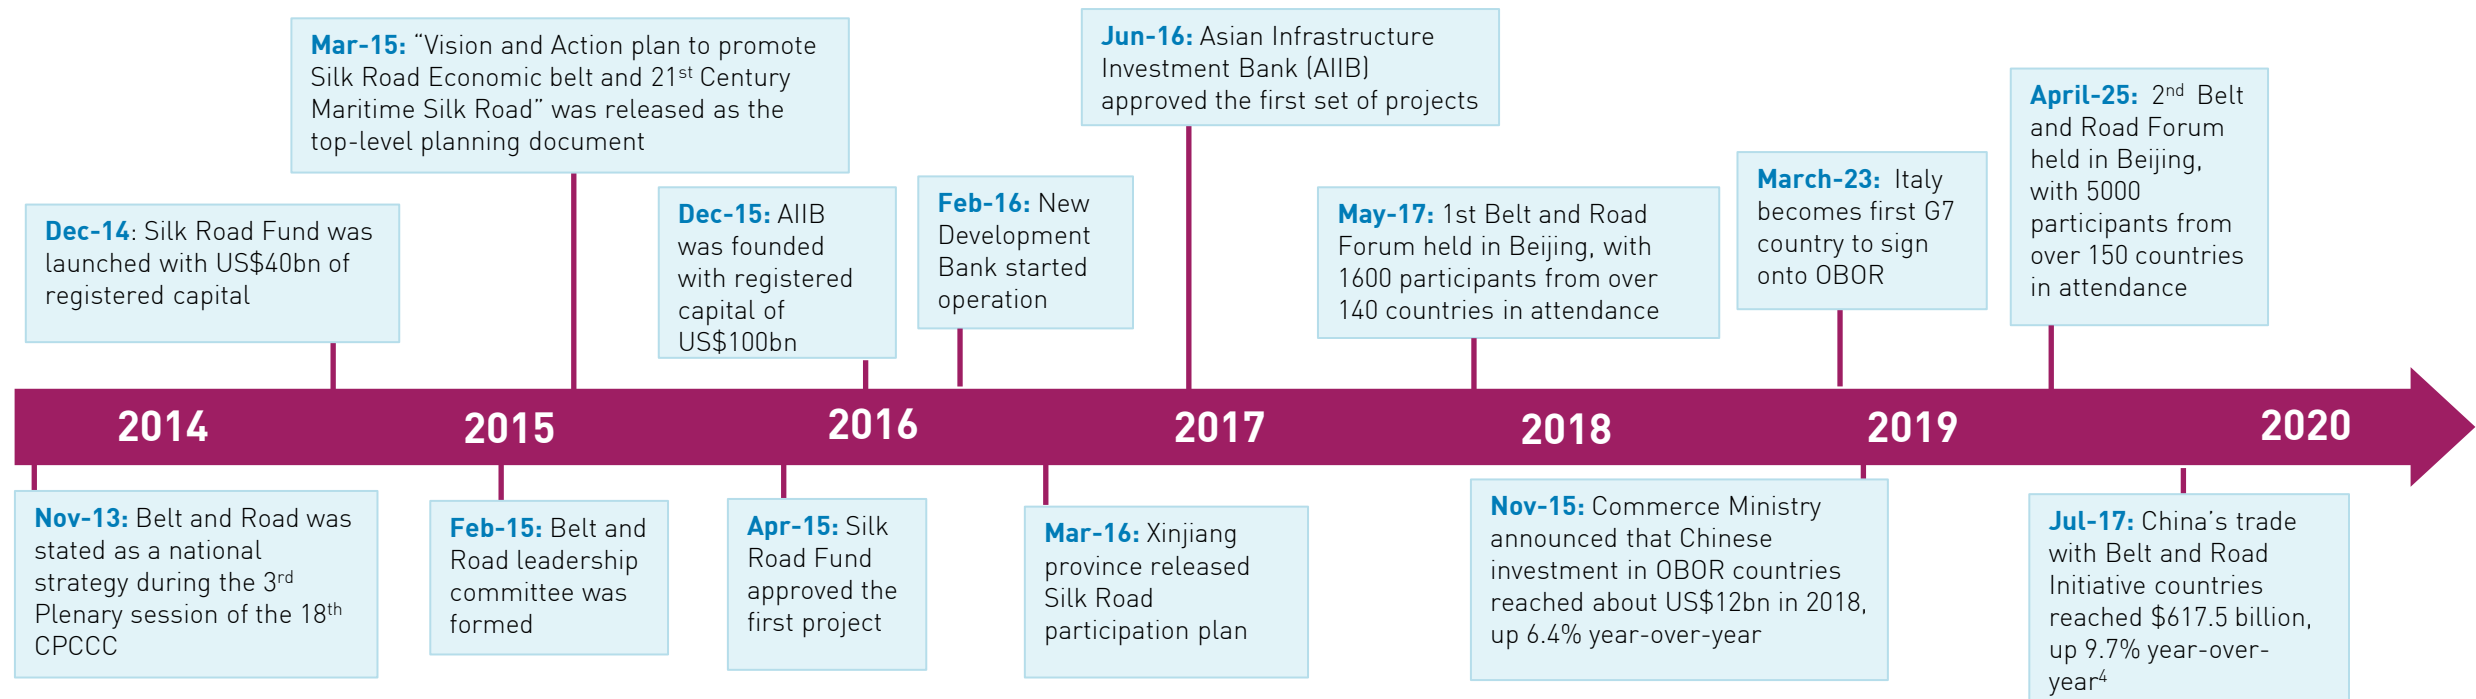 Mar-15: “Vision and Action plan to promote
Silk Road Economic belt and 21st Century
Maritime Silk Road” was released as the
top-level planning document
Jun-16: Asian Infrastructure
Investment Bank (AIIB)
approved the first set of projects
April-25: 2nd Belt
and Road Forum
held in Beijing,
with 5000
participants from
over 150 countries
in attendance
Dec-14: Silk Road Fund was
launched with US$40bn of
registered capital
Dec-15: AIIB
was founded
with registered
capital of
US$100bn
Feb-16: New
Development
Bank started
operation
May-17: 1st Belt and Road
Forum held in Beijing, with
1600 participants from over
140 countries in attendance
March-23: Italy
becomes first G7
country to sign
onto OBOR
2014
2015
2016
2017
2018
2019
2020
Nov-13: Belt and Road was
stated as a national
strategy during the 3rd
Plenary session of the 18th
CPCCC
Feb-15: Belt and
Road leadership
committee was
formed
Apr-15: Silk
Road Fund
approved the
first project
Mar-16: Xinjiang
province released
Silk Road
participation plan
Nov-15: Commerce Ministry
announced that Chinese
investment in OBOR countries
reached about US$12bn in 2018,
up 6.4% year-over-year
Jul-17: China’s trade
with Belt and Road
Initiative countries
reached $617.5 billion,
up 9.7% year-over-
year4